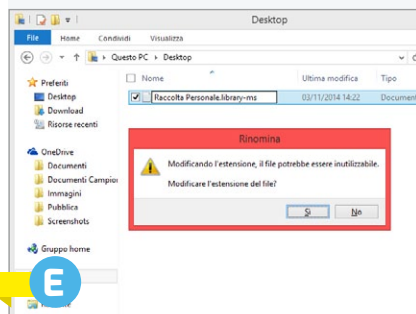 Desktop
File Home Condividi Visualizza
Questo PC Desktop
Nome Ultima modifica Tipo
Raccolta Personale.library-ms 03/11/2014 14:22 Document
Preferiti
Desktop
Download
Risorse recenti
OneDrive
Documenti
Documenti Campior
Immagini
Pubblica
Screenshots
Gruppo home
Rinomina
Modificando l'estensione, il file potrebbe essere inutilizzabile.
Modificare l'estensione del file?
Sì No
E